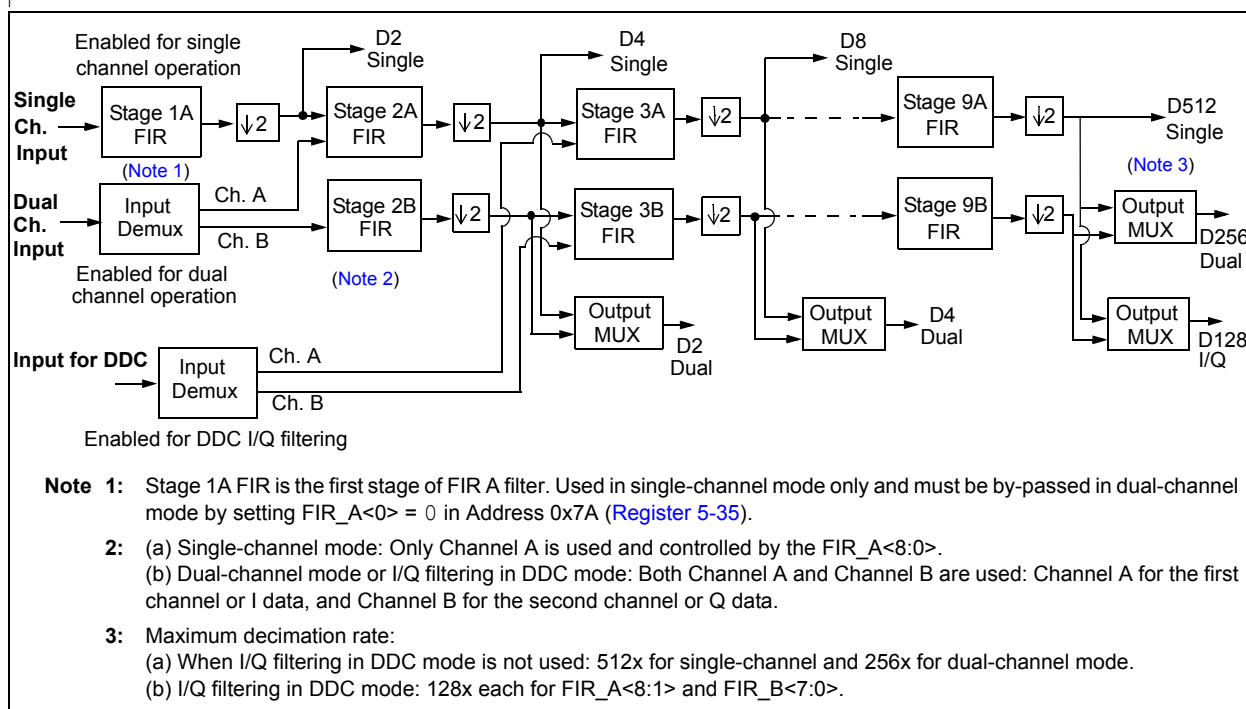 Enabled for single
channel operation
D2
Single
D4
Single
D8
Single
Single
Ch.
Input
Stage 1A
FIR
↓2
Stage 2A
FIR
↓2
Stage 3A
FIR
↓2
Stage 9A
FIR
↓2
D512
Single
(Note 1)
(Note 3)
Dual
Ch.
Input
Input
Demux
Ch. A
Ch. B
Stage 2B
FIR
↓2
Stage 3B
FIR
↓2
Stage 9B
FIR
↓2
Output
MUX
D256
Dual
Enabled for dual
channel operation
(Note 2)
Output
MUX
D2
Dual
Output
MUX
D4
Dual
Output
MUX
D128
I/Q
Input for DDC
Input
Demux
Ch. A
Ch. B
Enabled for DDC I/Q filtering
Note 1: Stage 1A FIR is the first stage of FIR A filter. Used in single-channel mode only and must be by-passed in dual-channel
mode by setting FIR_A<0> = 0 in Address 0x7A (Register 5-35).
2: (a) Single-channel mode: Only Channel A is used and controlled by the FIR_A<8:0>.
(b) Dual-channel mode or I/Q filtering in DDC mode: Both Channel A and Channel B are used: Channel A for the first
channel or I data, and Channel B for the second channel or Q data.
3: Maximum decimation rate:
(a) When I/Q filtering in DDC mode is not used: 512x for single-channel and 256x for dual-channel mode.
(b) I/Q filtering in DDC mode: 128x each for FIR_A<8:1> and FIR_B<7:0>.